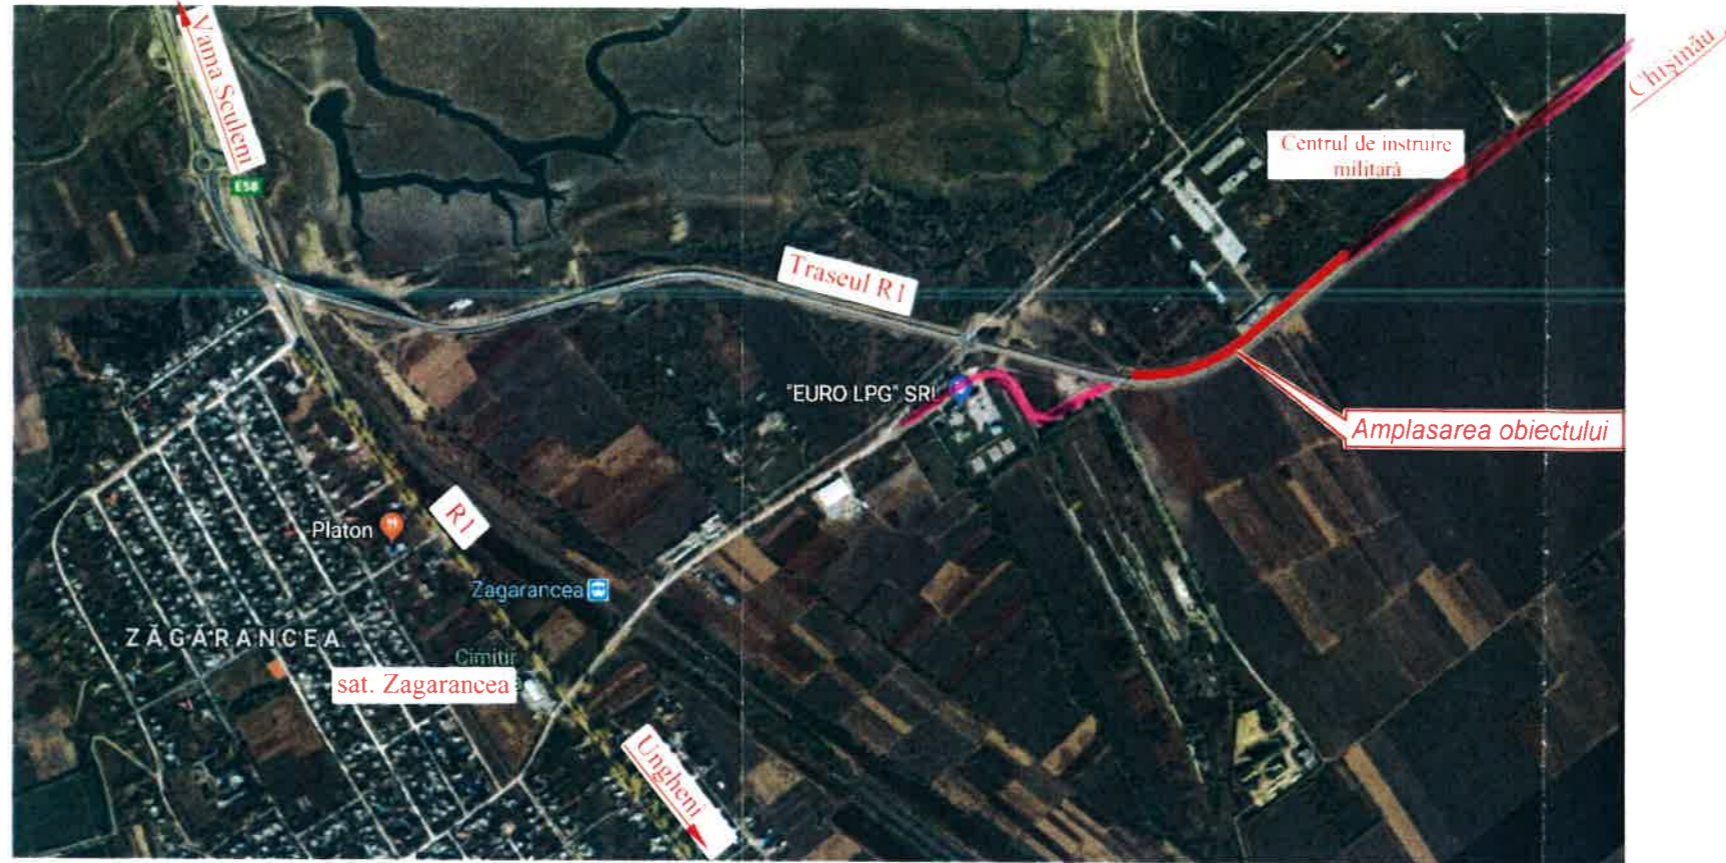 Vama Sculeni
Chișinău
Centrul de instruire
militară
E58
Traseul R1
"EURO LPG" SRL
Amplasarea obiectului
R1
Platon
Zagarancea
ZĂGĂRANCEA
Cimitir
sat. Zagarancea
Ungheni